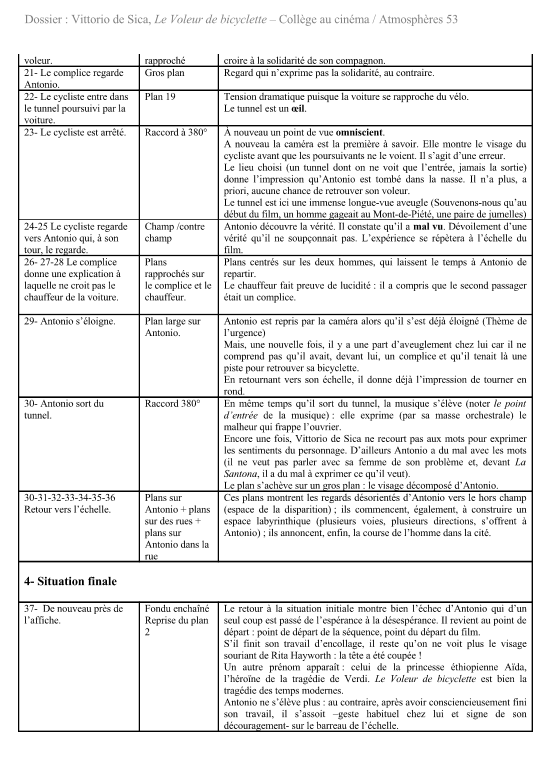 Dossier : Vittorio de Sica, Le Voleur de bicyclette – Collège au cinéma / Atmosphères 53
voleur.
rapproché
croire à la solidarité de son compagnon.
21- Le complice regarde
Antonio.
Gros plan
Regard qui n'exprime pas la solidarité, au contraire.
22- Le cycliste entre dans
le tunnel poursuivi par la
voiture.
Plan 19
Tension dramatique puisque la voiture se rapproche du vélo.
Le tunnel est un œil.
23- Le cycliste est arrêté.
Raccord à 380°
À nouveau un point de vue omniscient.
A nouveau la caméra est la première à savoir. Elle montre le visage du
cycliste avant que les poursuivants ne le voient. Il s'agit d'une erreur.
Le lieu choisi (un tunnel dont on ne voit que l'entrée, jamais la sortie)
donne l'impression qu'Antonio est tombé dans la nasse. Il n'a plus, a
priori, aucune chance de retrouver son voleur.
Le tunnel est ici une immense longue-vue aveugle (Souvenons-nous qu'au
début du film, un homme gageait au Mont-de-Piété, une paire de jumelles)
24-25 Le cycliste regarde
vers Antonio qui, à son
tour, le regarde.
Champ /contre
champ
Antonio découvre la vérité. Il constate qu'il a mal vu. Dévoilement d'une
vérité qu'il ne soupçonnait pas. L'expérience se répètera à l'échelle du
film.
26- 27-28 Le complice
donne une explication à
laquelle ne croit pas le
chauffeur de la voiture.
Plans
rapprochés sur
le complice et le
chauffeur.
Plans centrés sur les deux hommes, qui laissent le temps à Antonio de
repartir.
Le chauffeur fait preuve de lucidité : il a compris que le second passager
était un complice.
29- Antonio s'éloigne.
Plan large sur
Antonio.
Antonio est repris par la caméra alors qu'il s'est déjà éloigné (Thème de
l'urgence)
Mais, une nouvelle fois, il y a une part d'aveuglement chez lui car il ne
comprend pas qu'il avait, devant lui, un complice et qu'il tenait là une
piste pour retrouver sa bicyclette.
En retournant vers son échelle, il donne déjà l'impression de tourner en
rond.
30- Antonio sort du
tunnel.
Raccord 380°
En même temps qu'il sort du tunnel, la musique s'élève (noter le point
d'entrée de la musique) : elle exprime (par sa masse orchestrale) le
malheur qui frappe l'ouvrier.
Encore une fois, Vittorio de Sica ne recourt pas aux mots pour exprimer
les sentiments du personnage. D'ailleurs Antonio a du mal avec les mots
(il ne veut pas parler avec sa femme de son problème et, devant La
Santona, il a du mal à exprimer ce qu'il veut).
Le plan s'achève sur un gros plan : le visage décomposé d'Antonio.
30-31-32-33-34-35-36
Retour vers l'échelle.
Plans sur
Antonio + plans
sur des rues +
plans sur
Antonio dans la
rue
Ces plans montrent les regards désorientés d'Antonio vers le hors champ
(espace de la disparition) ; ils commencent, également, à construire un
espace labyrinthique (plusieurs voies, plusieurs directions, s'offrent à
Antonio) ; ils annoncent, enfin, la course de l'homme dans la cité.
4- Situation finale
37- De nouveau près de
l'affiche.
Fondu enchaîné
Reprise du plan
2
Le retour à la situation initiale montre bien l'échec d'Antonio qui d'un
seul coup est passé de l'espérance à la désespérance. Il revient au point de
départ : point de départ de la séquence, point du départ du film.
S'il finit son travail d'encollage, il reste qu'on ne voit plus le visage
souriant de Rita Hayworth : la tête a été coupée !
Un autre prénom apparaît : celui de la princesse éthiopienne Aïda,
l'héroïne de la tragédie de Verdi. Le Voleur de bicyclette est bien la
tragédie des temps modernes.
Antonio ne s'élève plus : au contraire, après avoir consciencieusement fini
son travail, il s'assoit –geste habituel chez lui et signe de son
découragement- sur le barreau de l'échelle.